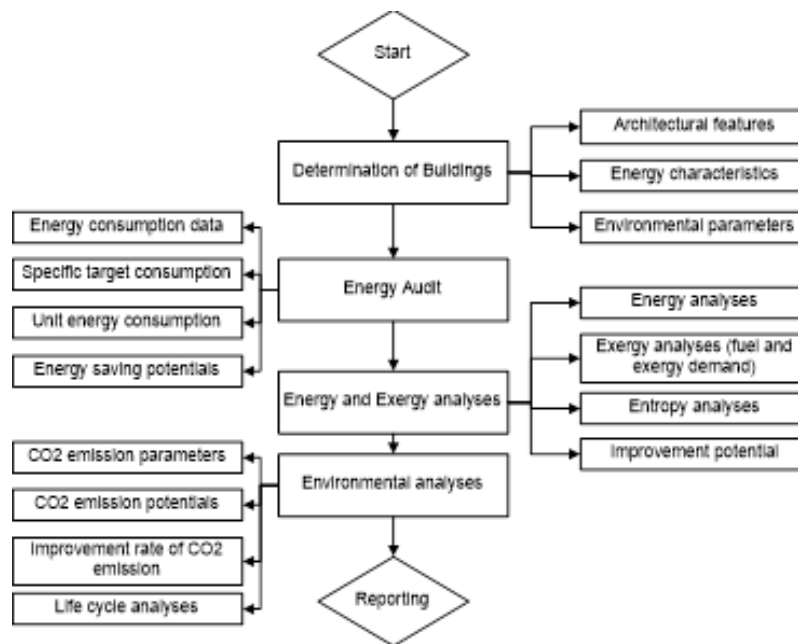 Start
Determination of Buildings
Architectural features
Energy characteristics
Environmental parameters
Energy Audit
Energy consumption data
Specific target consumption
Unit energy consumption
Energy saving potentials
Energy and Exergy analyses
Energy analyses
Exergy analyses (fuel and
exergy demand)
Entropy analyses
Improvement potential
Environmental analyses
CO2 emission parameters
CO2 emission potentials
Improvement rate of CO2
emission
Life cycle analyses
Reporting